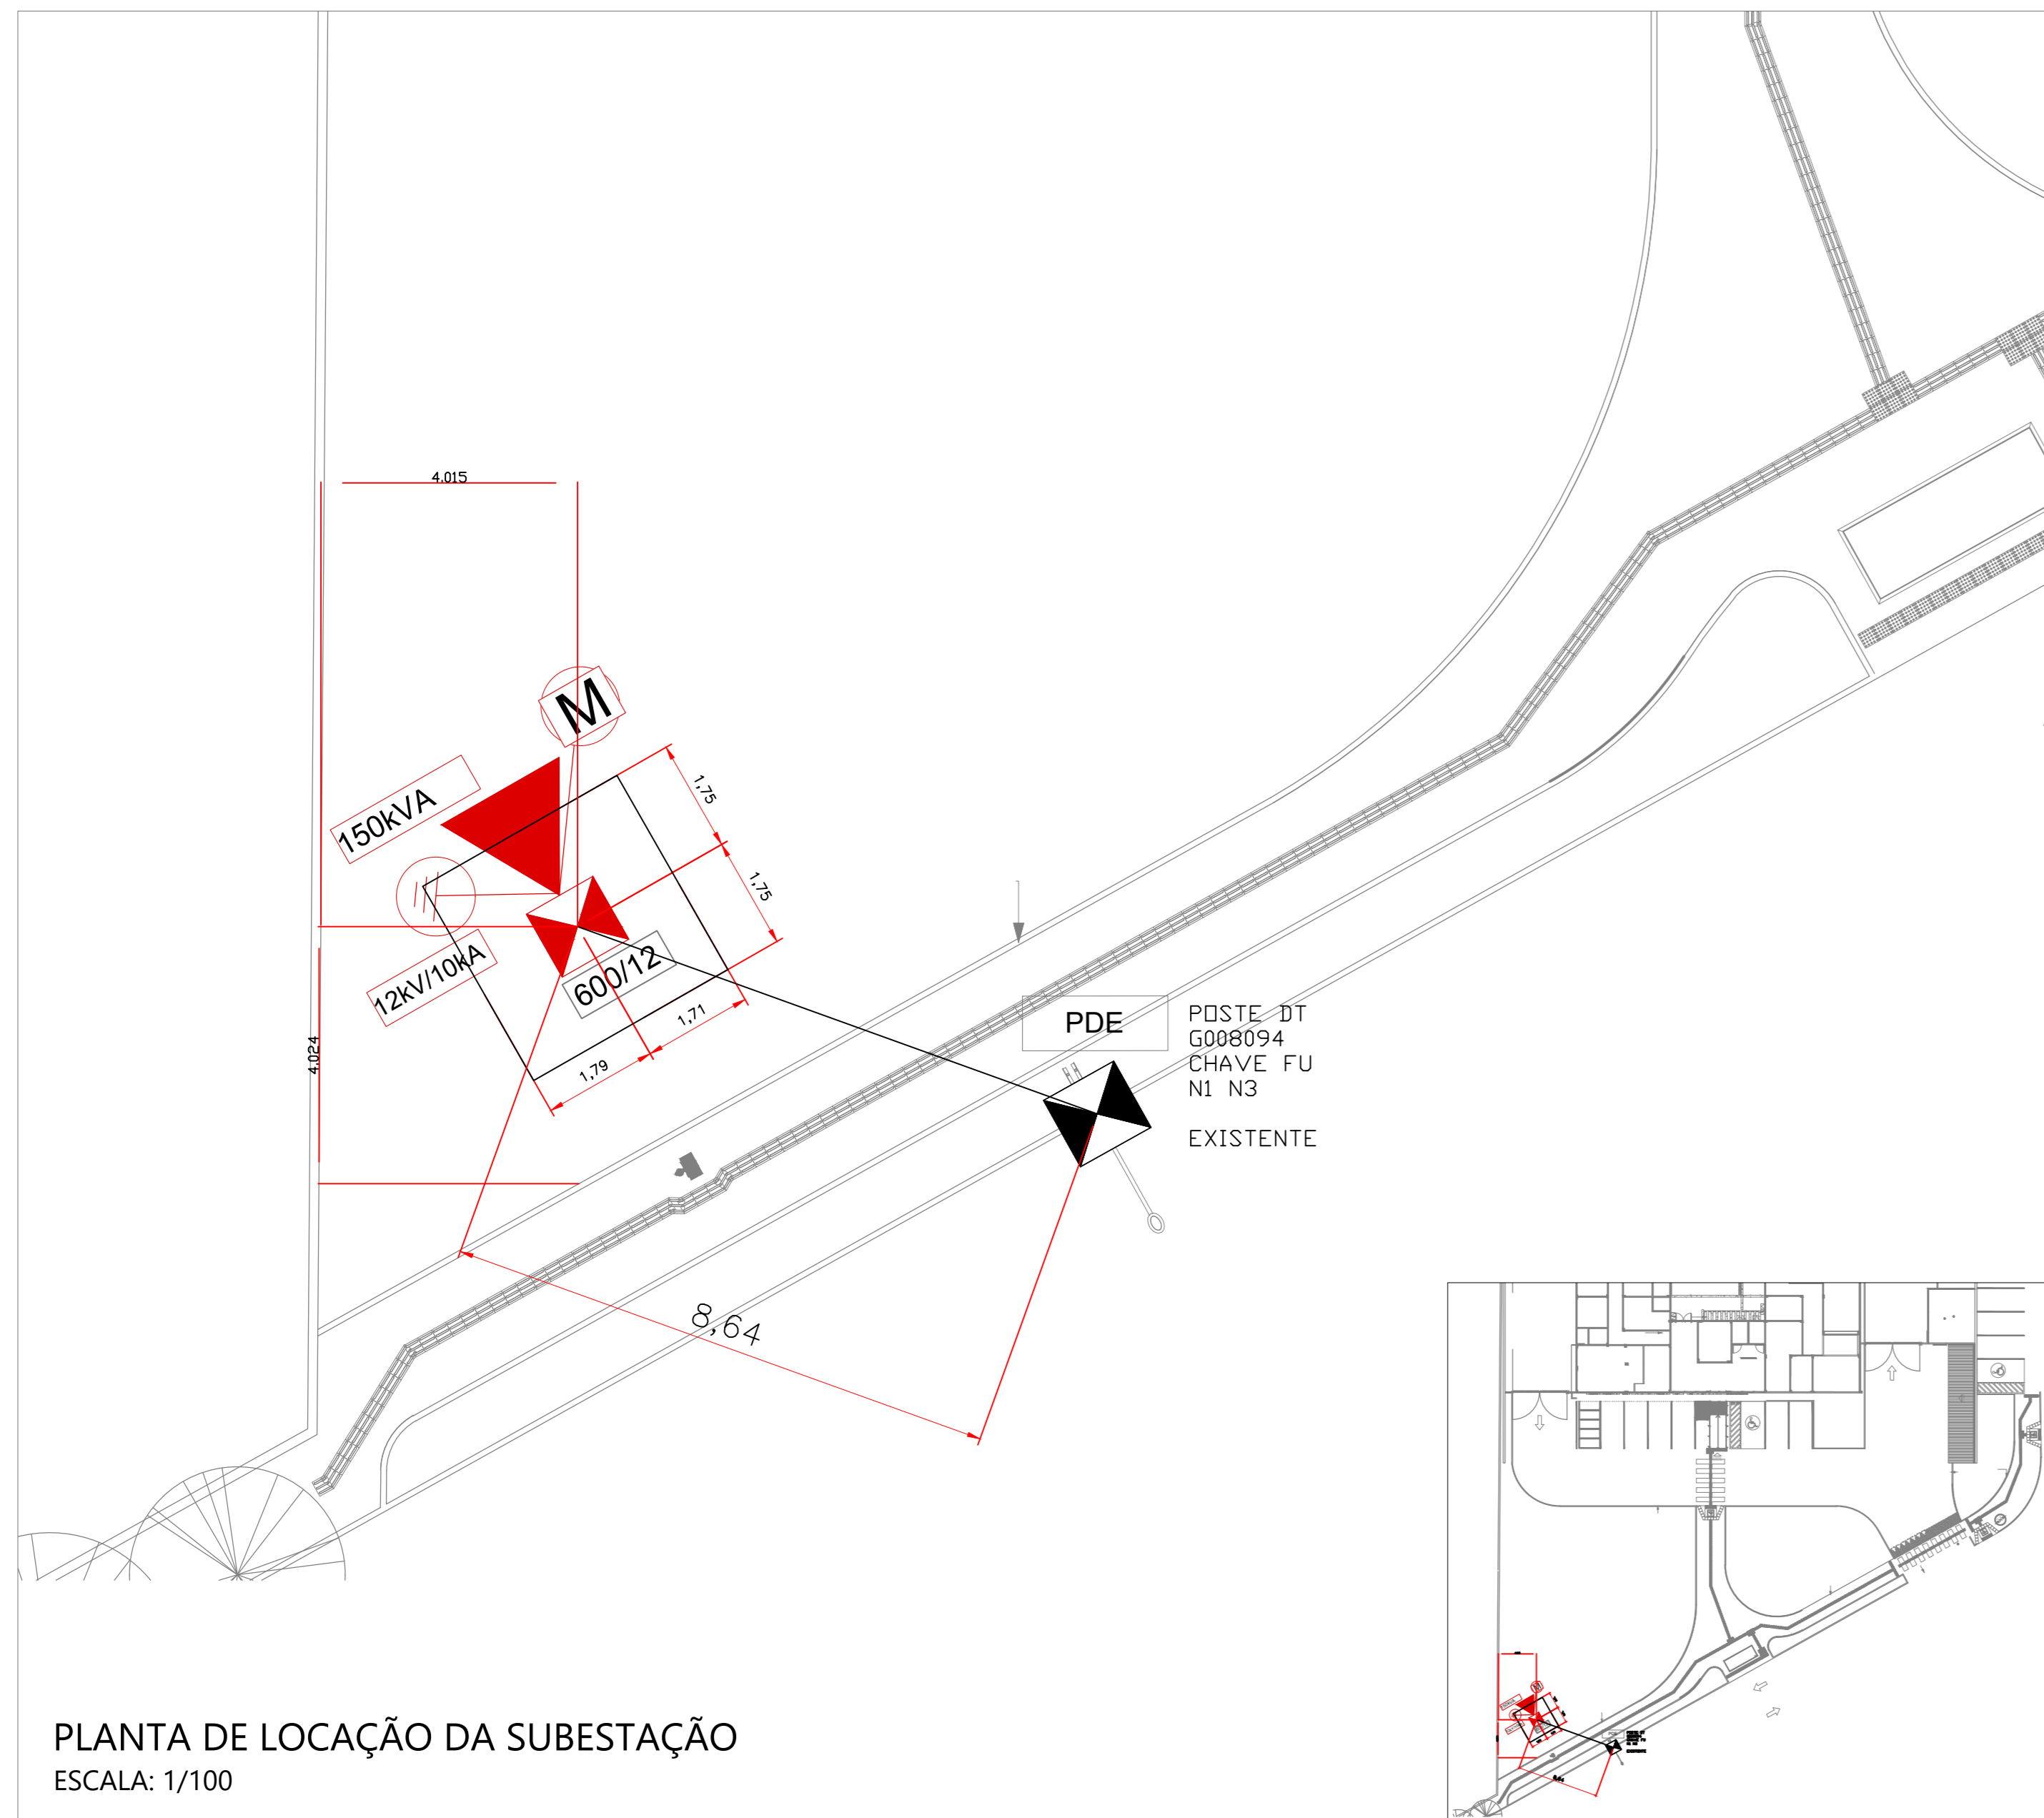 4.015
M
1,75
150kVA
1,75
12kV/10kA
600/12
1,71
1,79
4.024
PDE
POSTE DT
G008094
CHAVE FU
N1 N3
EXISTENTE
8,64
PLANTA DE LOCAÇÃO DA SUBESTAÇÃO
ESCALA: 1/100
M